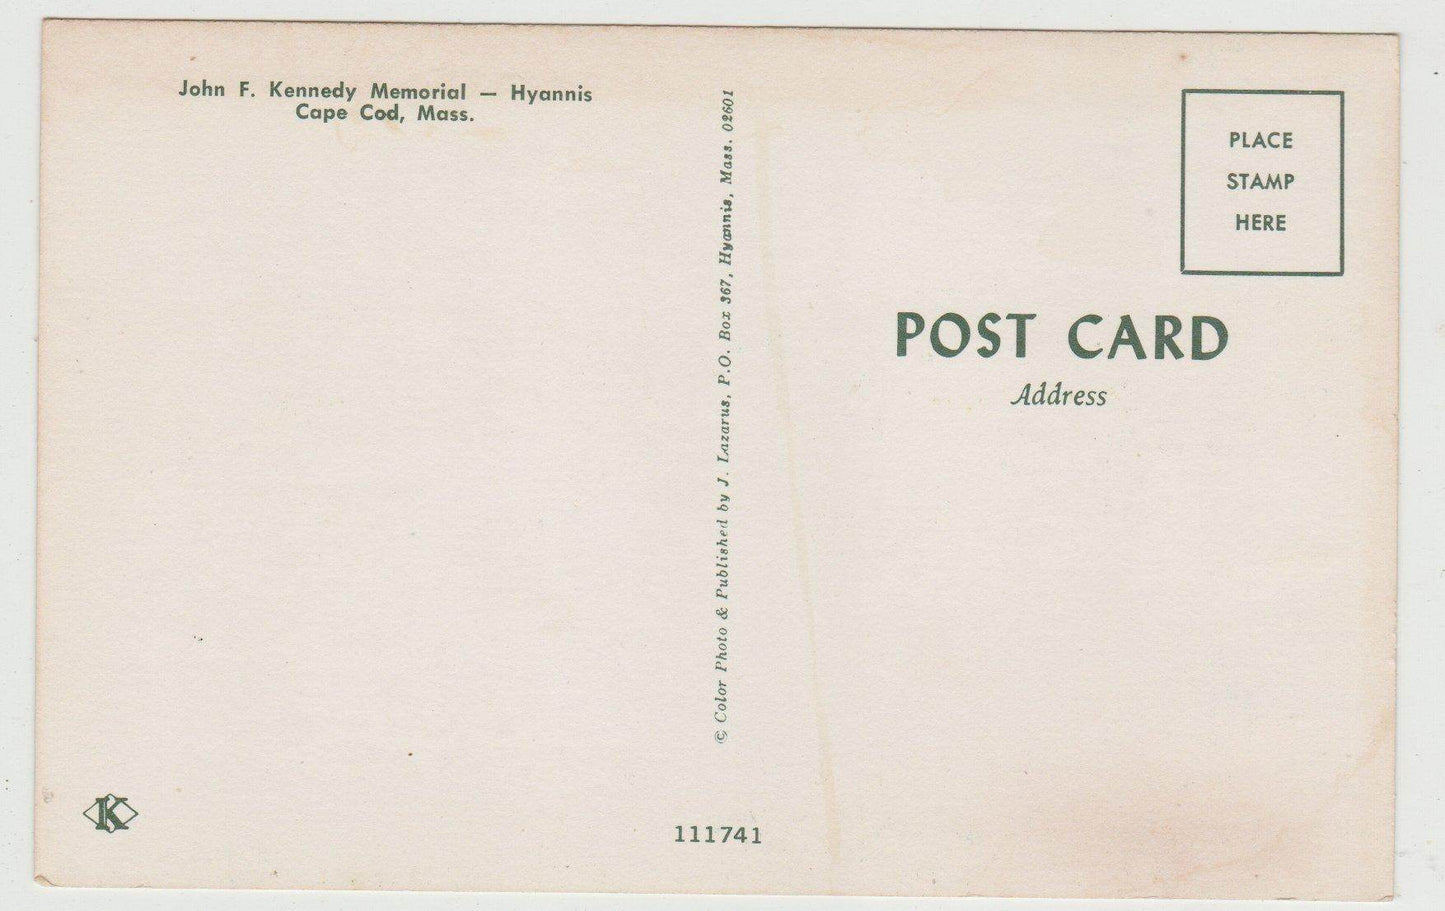 John F. Kennedy Memorial — Hyannis
Cape Cod, Mass.
© Color Photo & Published by J. Lazarus, P.O. Box 367, Hyannis, Mass. 02601
PLACE
STAMP
HERE
POST CARD
Address
K
111741